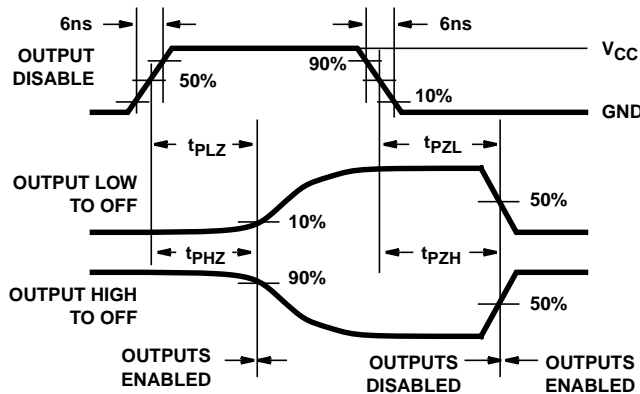 6ns
6ns
OUTPUT
DISABLE
90%
50%
10%
VCC
GND
tPLZ
tPZL
OUTPUT LOW
TO OFF
10%
50%
tPHZ
tPZH
90%
OUTPUT HIGH
TO OFF
50%
OUTPUTS
ENABLED
OUTPUTS
DISABLED
OUTPUTS
ENABLED